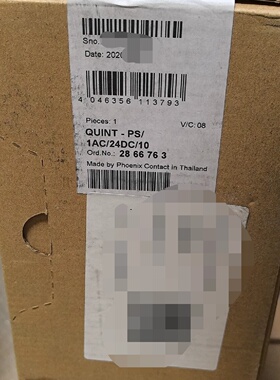 Sno.:
Date: 202
4 046356 113793
Pieces: 1 V/C: 08
QUINT - PS/
1AC/24DC/10
Ord.No.: 28 66 76 3
Made by Phoenix Contact in Thailand